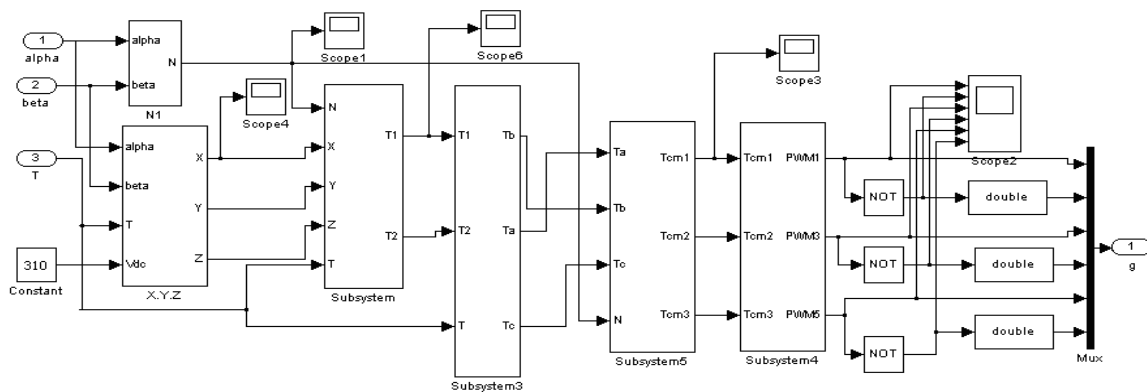 1
alpha
2
beta
3
T
310
Constant
alpha
beta
N
N1
alpha
beta
T
Vdc
X
Y
Z
X.Y.Z
Scope4
Scope1
N
X
Y
Z
T
T1
T2
Subsystem
Scope6
T1
T2
T
Tb
Ta
Tc
Subsystem3
Ta
Tb
Tc
N
Tcm1
Tcm2
Tcm3
Subsystem5
Scope3
Tcm1
Tcm2
Tcm3
PWM1
PWM3
PWM5
Subsystem4
Scope2
NOT
double
NOT
double
NOT
double
Mux
1
g